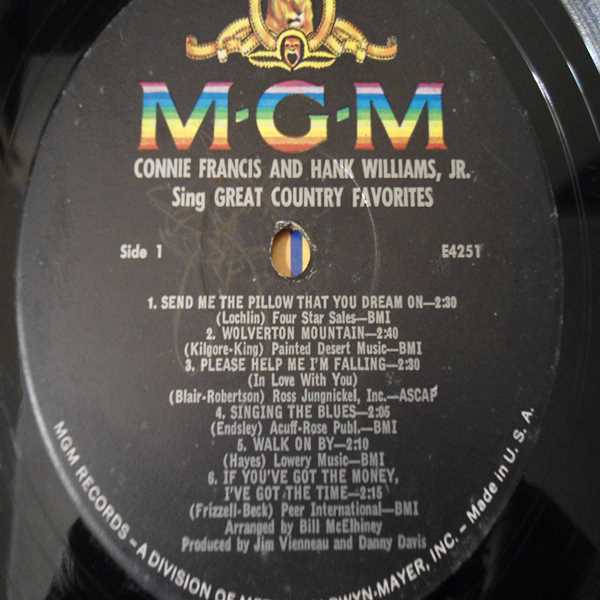 M·G·M
CONNIE FRANCIS AND HANK WILLIAMS, JR.
Sing GREAT COUNTRY FAVORITES
Side 1
E4251
1. SEND ME THE PILLOW THAT YOU DREAM ON—2:30
(Lochlin) Four Star Sales—BMI
2. WOLVERTON MOUNTAIN—2:40
(Kilgore-King) Painted Desert Music—BMI
3. PLEASE HELP ME I'M FALLING—2:30
(In Love With You)
(Blair-Robertson) Ross Jungnickel, Inc.—ASCAP
4. SINGING THE BLUES—2:05
(Endsley) Acuff-Rose Publ.—BMI
5. WALK ON BY—2:10
(Hayes) Lowery Music—BMI
6. IF YOU'VE GOT THE MONEY,
I'VE GOT THE TIME—2:15
(Frizzell-Beck) Peer International—BMI
Arranged by Bill McElhiney
Produced by Jim Vienneau and Danny Davis
MGM RECORDS – A DIVISION OF MAYER, INC. – Made in U. S. A.